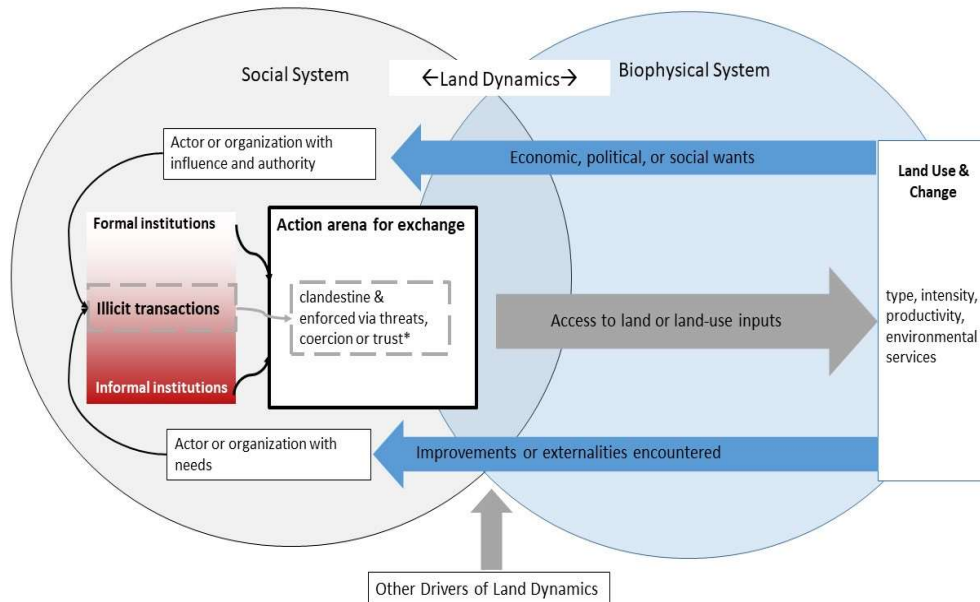 Social System
←Land Dynamics→
Biophysical System
Actor or organization with
influence and authority
Economic, political, or social wants
Land Use &
Change
Formal institutions
Action arena for exchange
Illicit transactions
clandestine &
enforced via threats,
coercion or trust*
Access to land or land-use inputs
type, intensity,
productivity,
environmental
services
Informal institutions
Actor or organization with
needs
Improvements or externalities encountered
Other Drivers of Land Dynamics